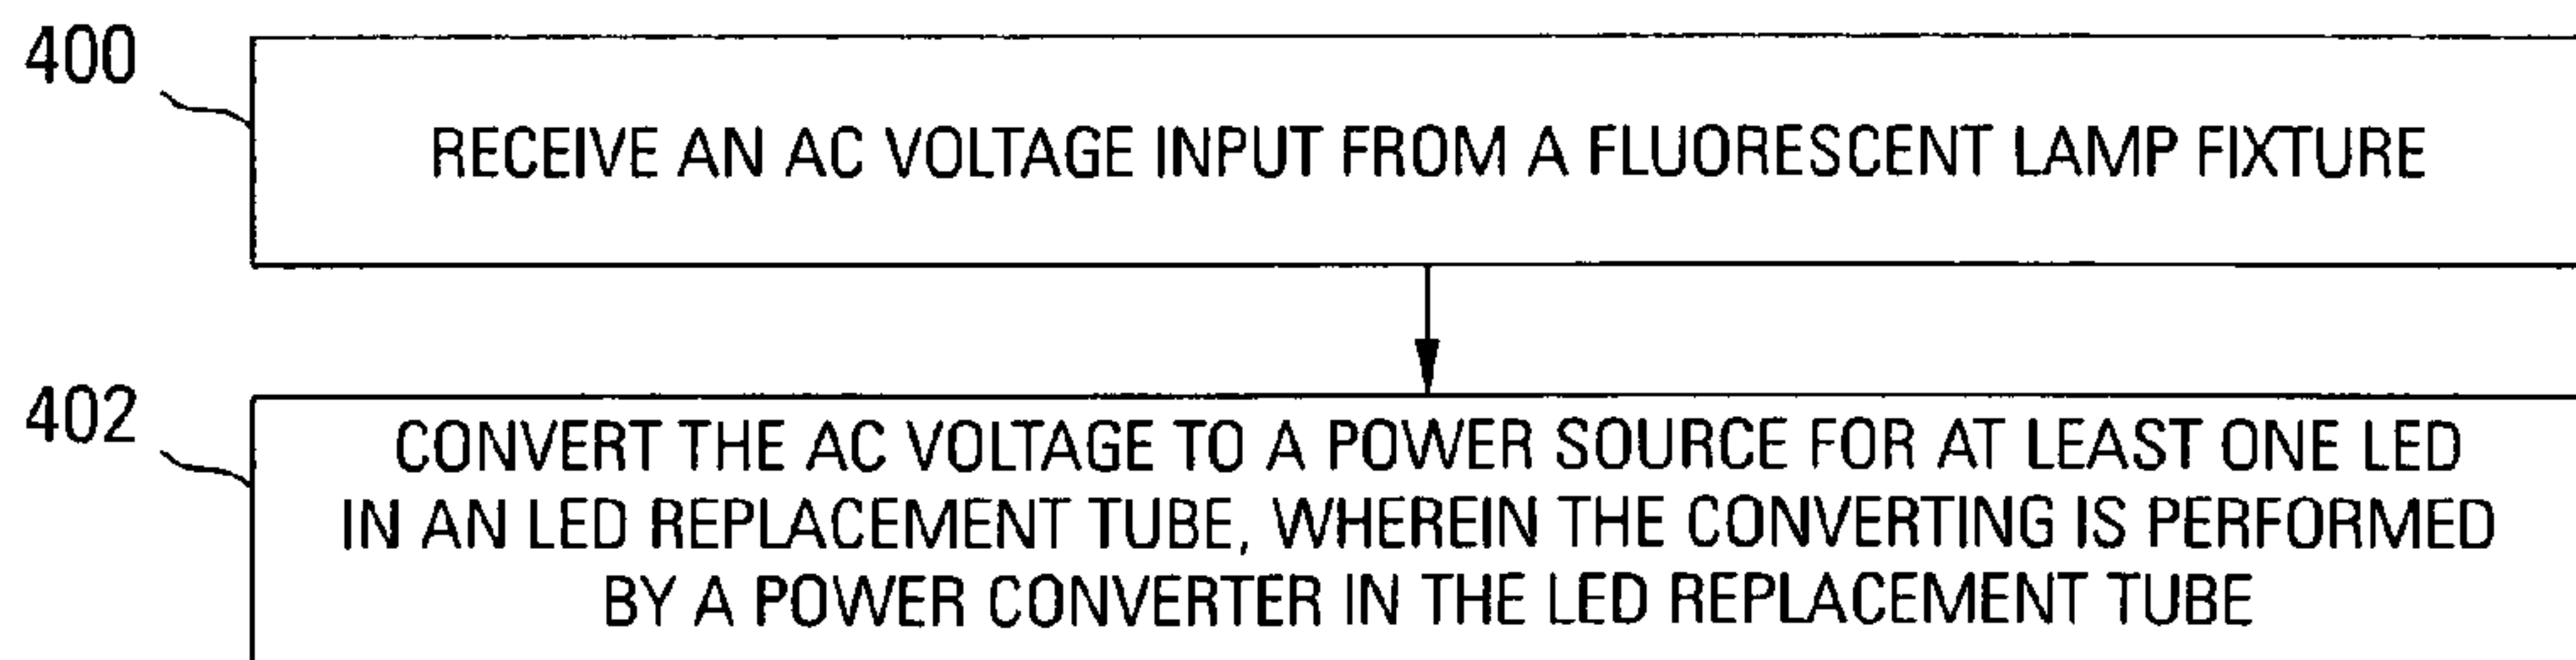 400
RECEIVE AN AC VOLTAGE INPUT FROM A FLUORESCENT LAMP FIXTURE
402
CONVERT THE AC VOLTAGE TO A POWER SOURCE FOR AT LEAST ONE LED
IN AN LED REPLACEMENT TUBE, WHEREIN THE CONVERTING IS PERFORMED
BY A POWER CONVERTER IN THE LED REPLACEMENT TUBE